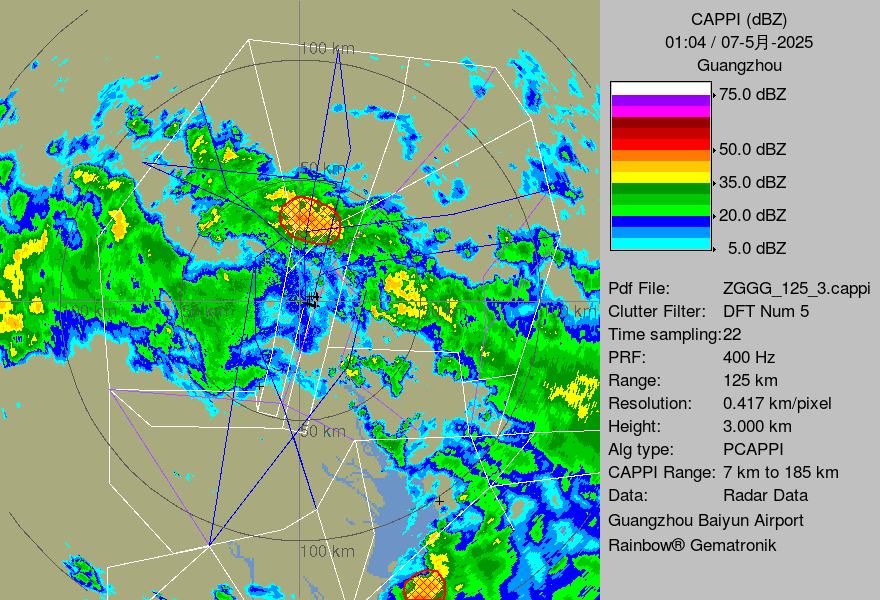 100 km
50 km
50 km
50 km
100 km
CAPPI (dBZ)
01:04 / 07-5月-2025
Guangzhou
75.0 dBZ
50.0 dBZ
35.0 dBZ
20.0 dBZ
5.0 dBZ
Pdf File: ZGGG_125_3.cappi
Clutter Filter: DFT Num 5
Time sampling:22
PRF: 400 Hz
Range: 125 km
Resolution: 0.417 km/pixel
Height: 3.000 km
Alg type: PCAPPI
CAPPI Range: 7 km to 185 km
Data: Radar Data
Guangzhou Baiyun Airport
Rainbow® Gematronik